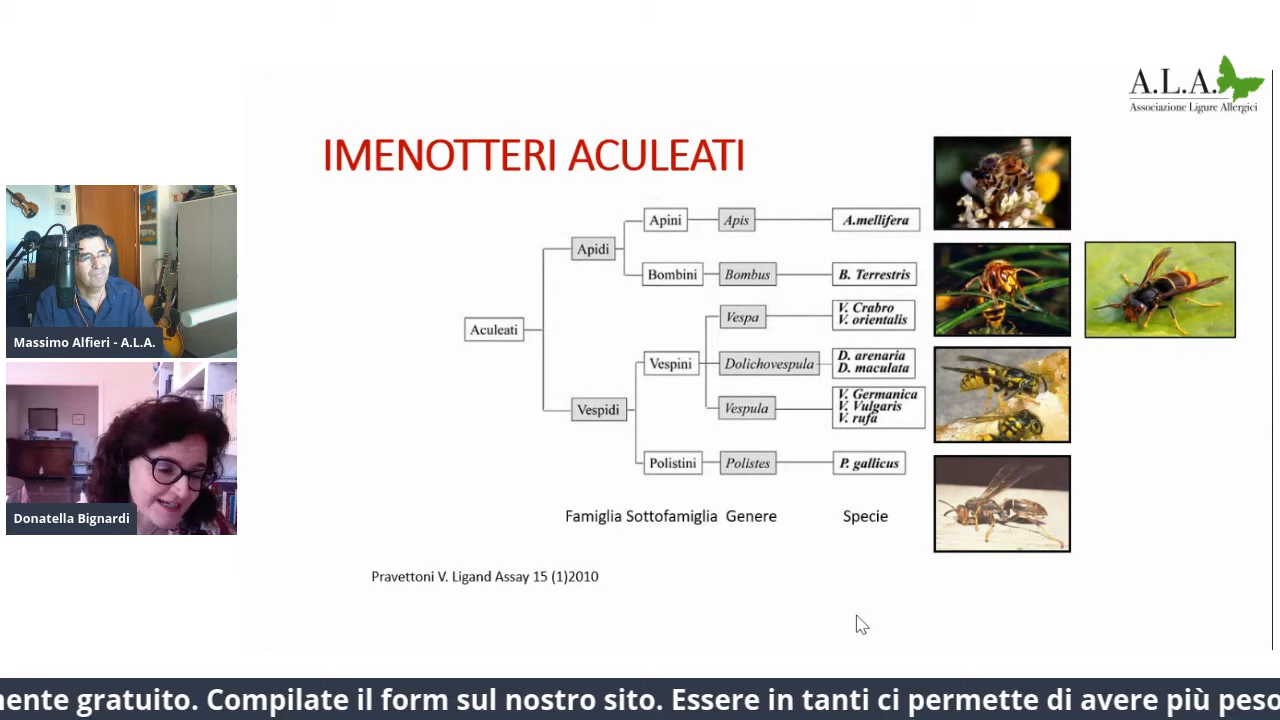 A.L.A.
Associazione Ligure Allergici
IMENOTTERI ACULEATI
Apini
Apis
A.mellifera
Apidi
Bombini
Bombus
B. Terrestris
Vespa
V. Crabro
V. orientalis
Aculeati
Vespini
Dolichovespula
D. arenaria
D. maculata
Vespidi
Vespula
V. Germanica
V. Vulgaris
V. rufa
Polistini
Polistes
P. gallicus
Famiglia Sottofamiglia Genere Specie
Pravettoni V. Ligand Assay 15 (1)2010
Massimo Alfieri - A.L.A.
Donatella Bignardi
mente gratuito. Compilate il form sul nostro sito. Essere in tanti ci permette di avere più peso